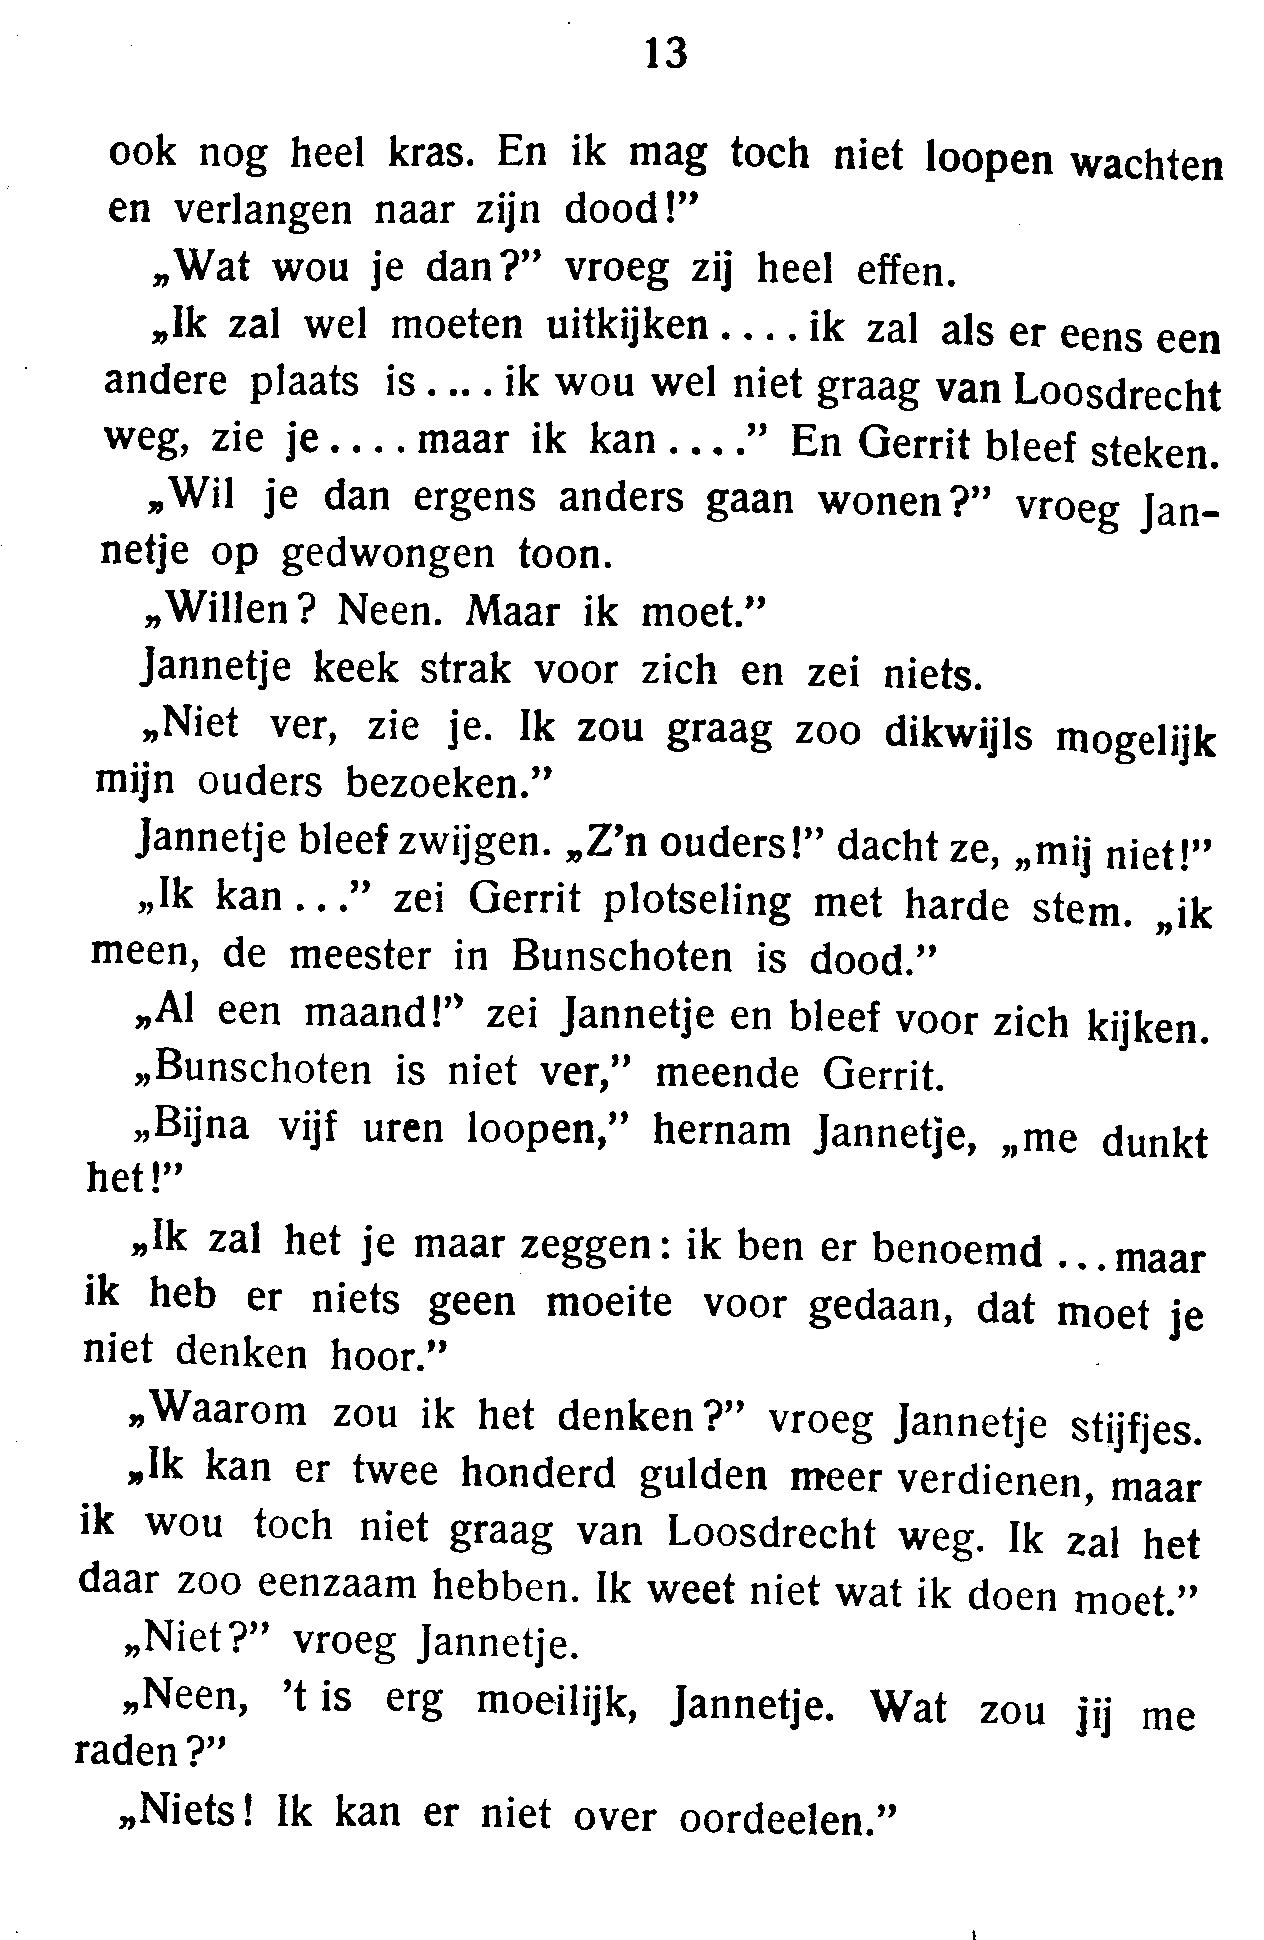 13
ook nog heel kras. En ik mag toch niet loopen wachten
en verlangen naar zijn dood!”
„Wat wou je dan?” vroeg zij heel effen.
„Ik zal wel moeten uitkijken .... ik zal als er eens een
andere plaats is .... ik wou wel niet graag van Loosdrecht
weg, zie je .... maar ik kan ....” En Gerrit bleef steken.
„Wil je dan ergens anders gaan wonen?” vroeg Jan-
netje op gedwongen toon.
„Willen? Neen. Maar ik moet.”
Jannetje keek strak voor zich en zei niets.
„Niet ver, zie je. Ik zou graag zoo dikwijls mogelijk
mijn ouders bezoeken.”
Jannetje bleef zwijgen. „Z’n ouders!” dacht ze, „mij niet!”
„Ik kan ...” zei Gerrit plotseling met harde stem. „ik
meen, de meester in Bunschoten is dood.”
„Al een maand!” zei Jannetje en bleef voor zich kijken.
„Bunschoten is niet ver,” meende Gerrit.
„Bijna vijf uren loopen,” hernam Jannetje, „me dunkt
het!”
„Ik zal het je maar zeggen: ik ben er benoemd ... maar
ik heb er niets geen moeite voor gedaan, dat moet je
niet denken hoor.”
„Waarom zou ik het denken?” vroeg Jannetje stijfjes.
„Ik kan er twee honderd gulden meer verdienen, maar
ik wou toch niet graag van Loosdrecht weg. Ik zal het
daar zoo eenzaam hebben. Ik weet niet wat ik doen moet.”
„Niet?” vroeg Jannetje.
„Neen, ’t is erg moeilijk, Jannetje. Wat zou jij me
raden?”
„Niets! Ik kan er niet over oordeelen.”